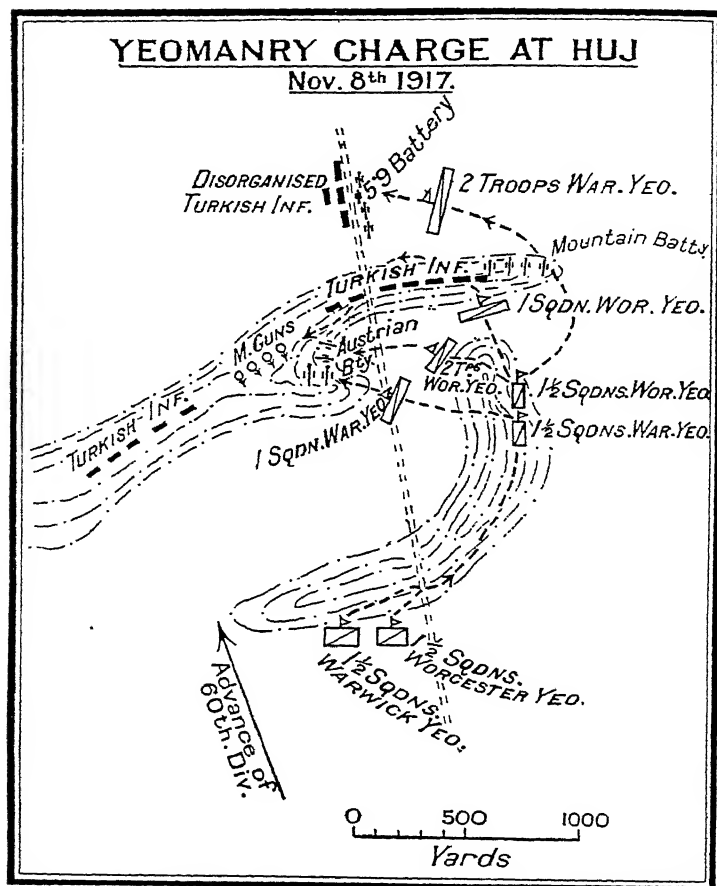 YEOMANRY CHARGE AT HUJ
Nov. 8th 1917.
DISORGANISED
TURKISH INF.
5·9 Battery
2 TROOPS WAR. YEO.
Mountain Batty
TURKISH INF.
1 SQDN. WOR. YEO.
M. GUNS
Austrian
Bty.
2 TPS
WOR. YEO.
1½ SQDNS. WOR. YEO.
1½ SQDNS. WAR. YEO.
1 SQDN. WAR. YEO.
TURKISH INF.
1½ SQDNS.
WORCESTER YEO.
1½ SQDNS.
WARWICK YEO.
Advance of
60th. Div.
0 500 1000
Yards